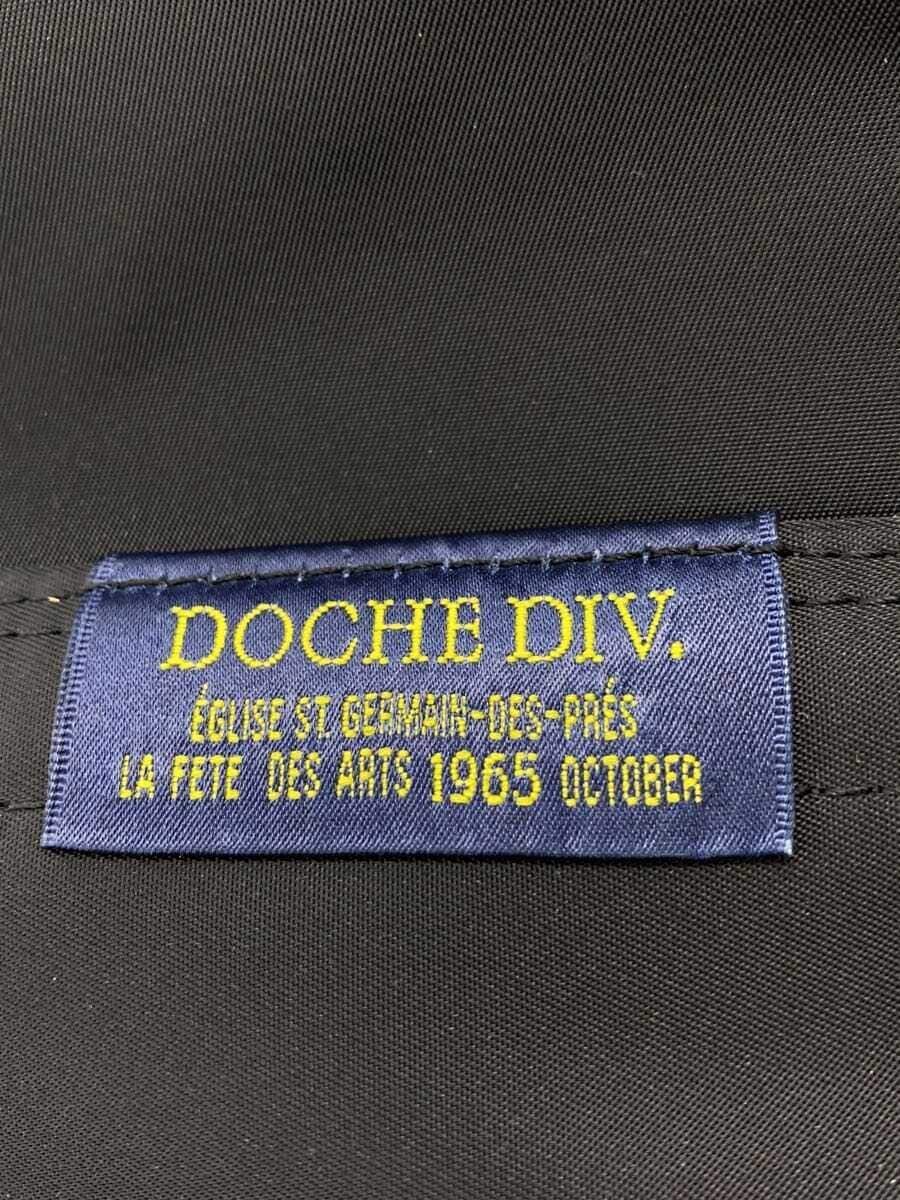 DOCHE DIV.
ÉGLISE ST. GERMAIN-DES-PRÉS
LA FETE DES ARTS 1965 OCTOBER